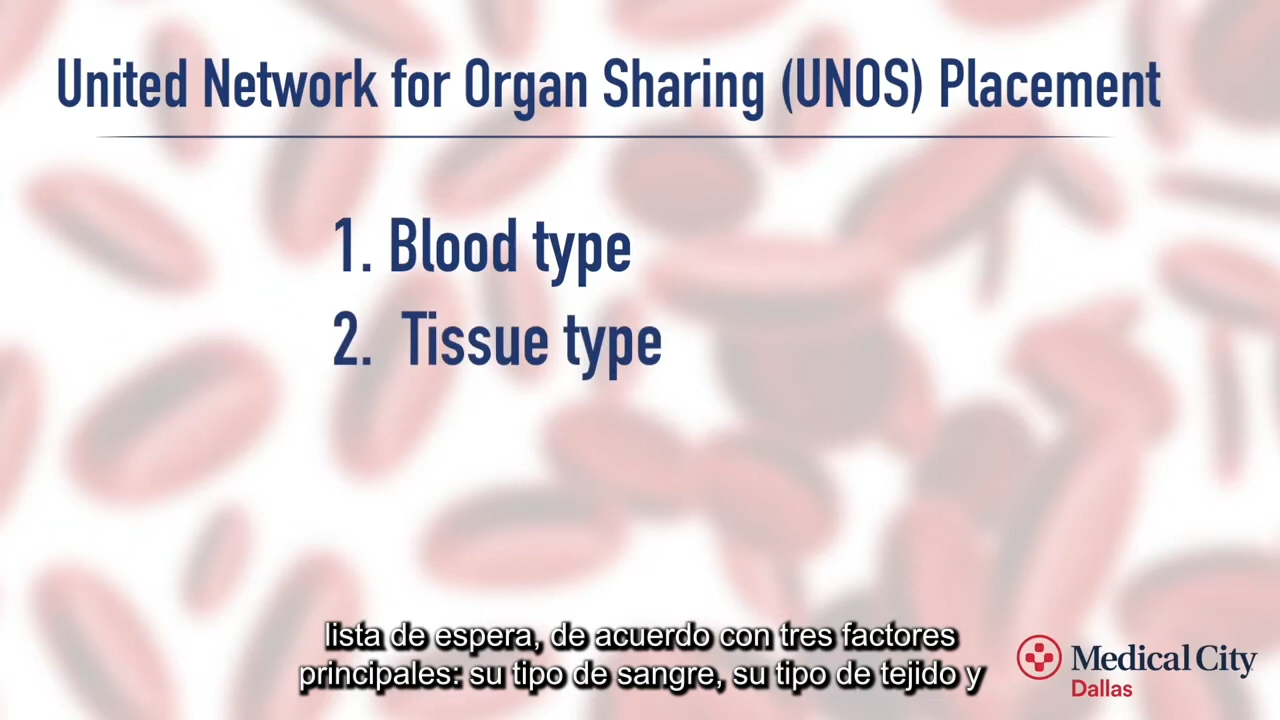 United Network for Organ Sharing (UNOS) Placement
1. Blood type
2. Tissue type
lista de espera, de acuerdo con tres factores
principales: su tipo de sangre, su tipo de tejido y
Medical City
Dallas